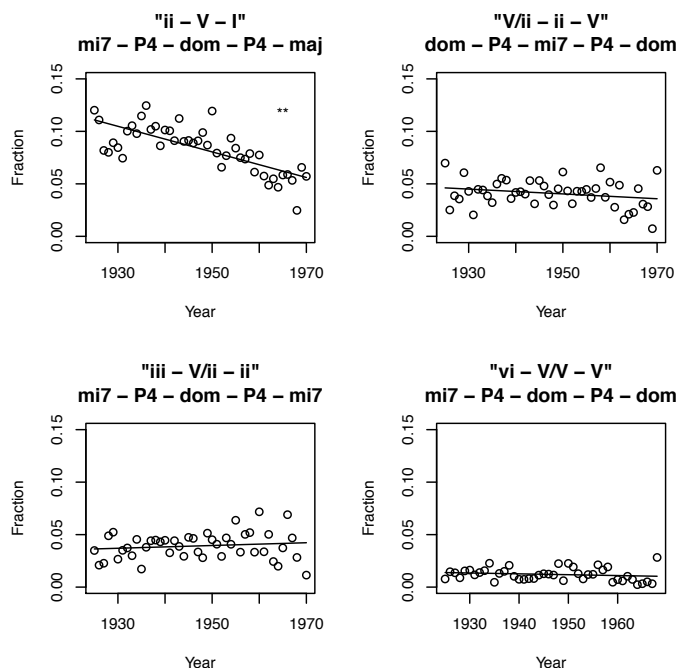 "ii – V – I"
mi7 – P4 – dom – P4 – maj
0.15
0.10
0.05
0.00
Fraction
**
1930
1950
1970
Year
"V/ii – ii – V"
dom – P4 – mi7 – P4 – dom
0.15
0.10
0.05
0.00
Fraction
1930
1950
1970
Year
"iii – V/ii – ii"
mi7 – P4 – dom – P4 – mi7
0.15
0.10
0.05
0.00
Fraction
1930
1950
1970
Year
"vi – V/V – V"
mi7 – P4 – dom – P4 – dom
0.15
0.10
0.05
0.00
Fraction
1930
1940
1950
1960
Year